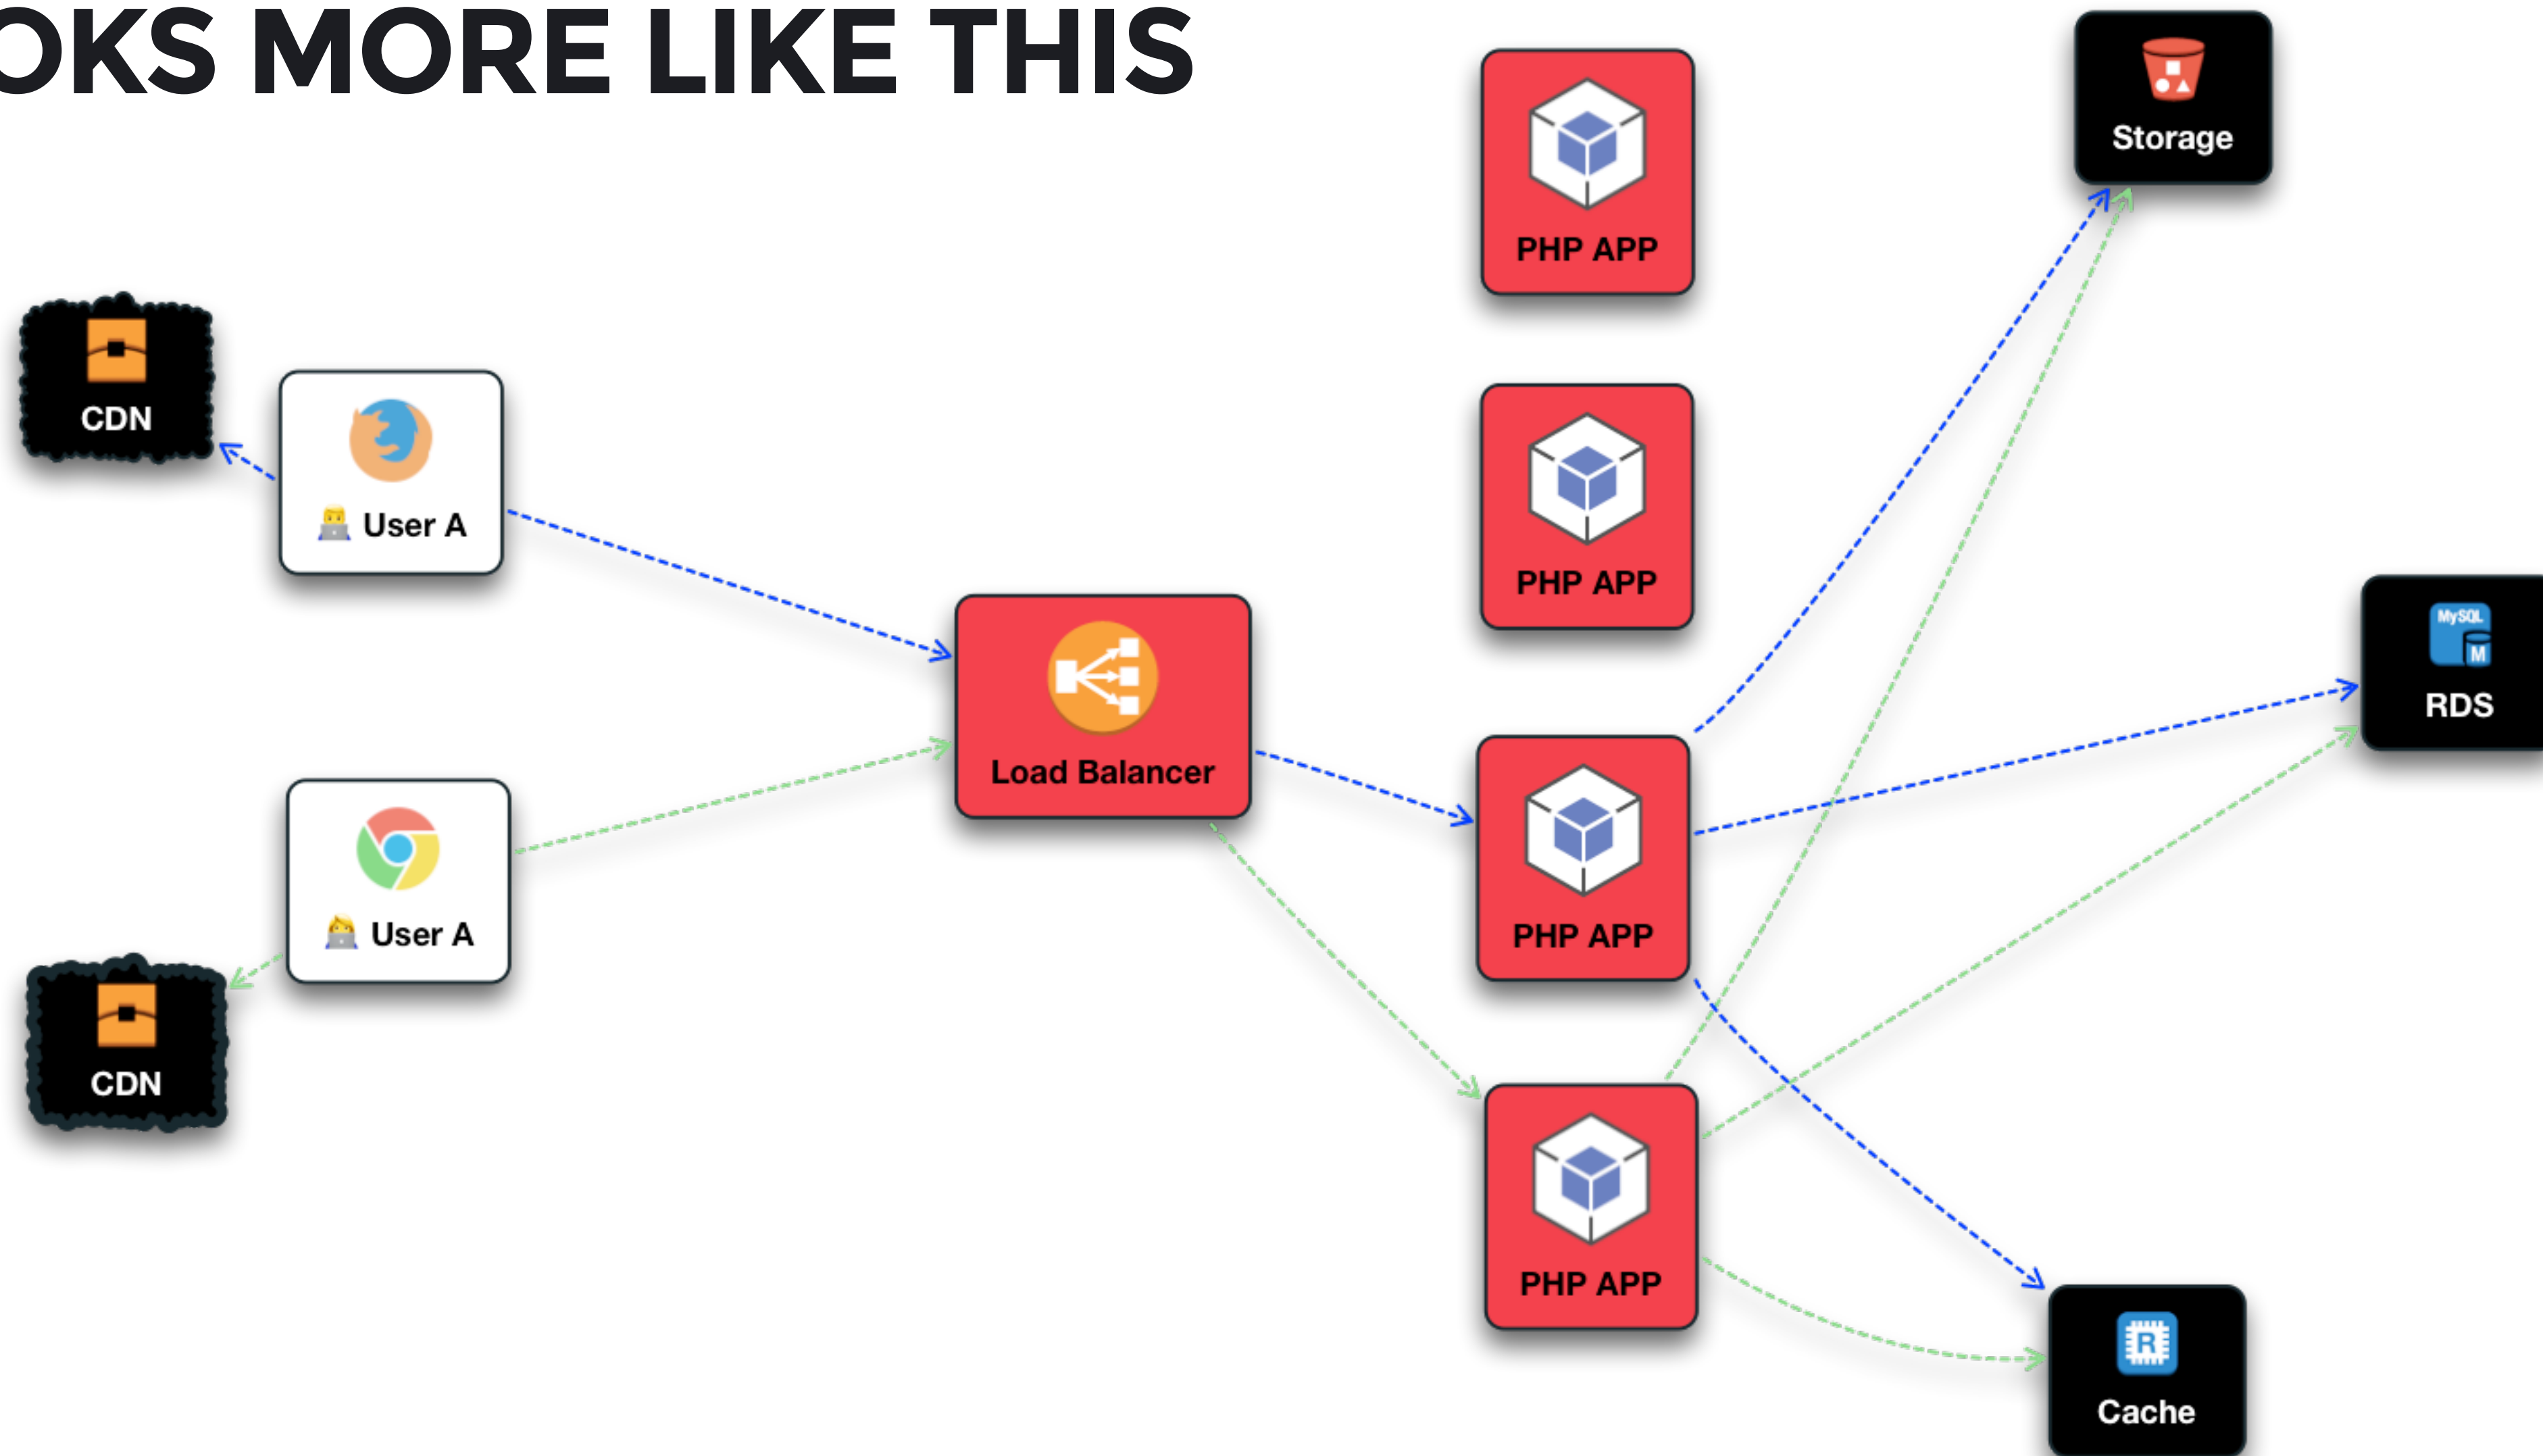 OKS MORE LIKE THIS
Storage
PHP APP
CDN
User A
PHP APP
MySQL
M
RDS
Load Balancer
User A
PHP APP
CDN
PHP APP
R
Cache